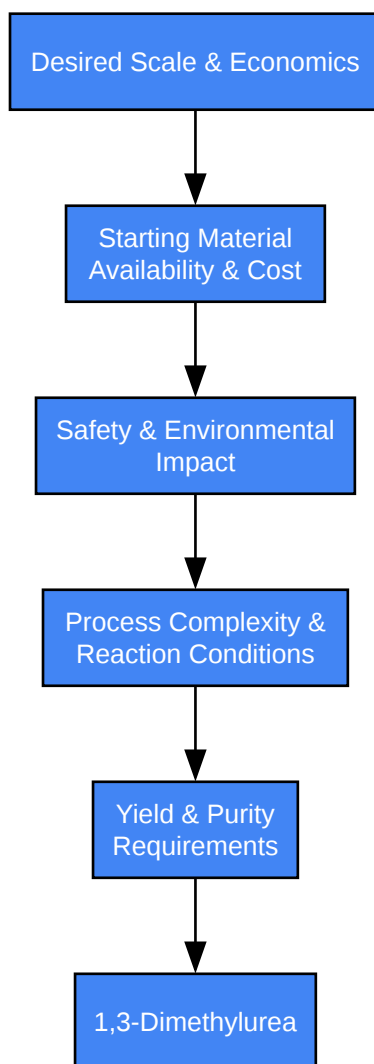 Desired Scale & Economics
Starting Material
Availability & Cost
Safety & Environmental
Impact
Process Complexity &
Reaction Conditions
Yield & Purity
Requirements
1,3-Dimethylurea